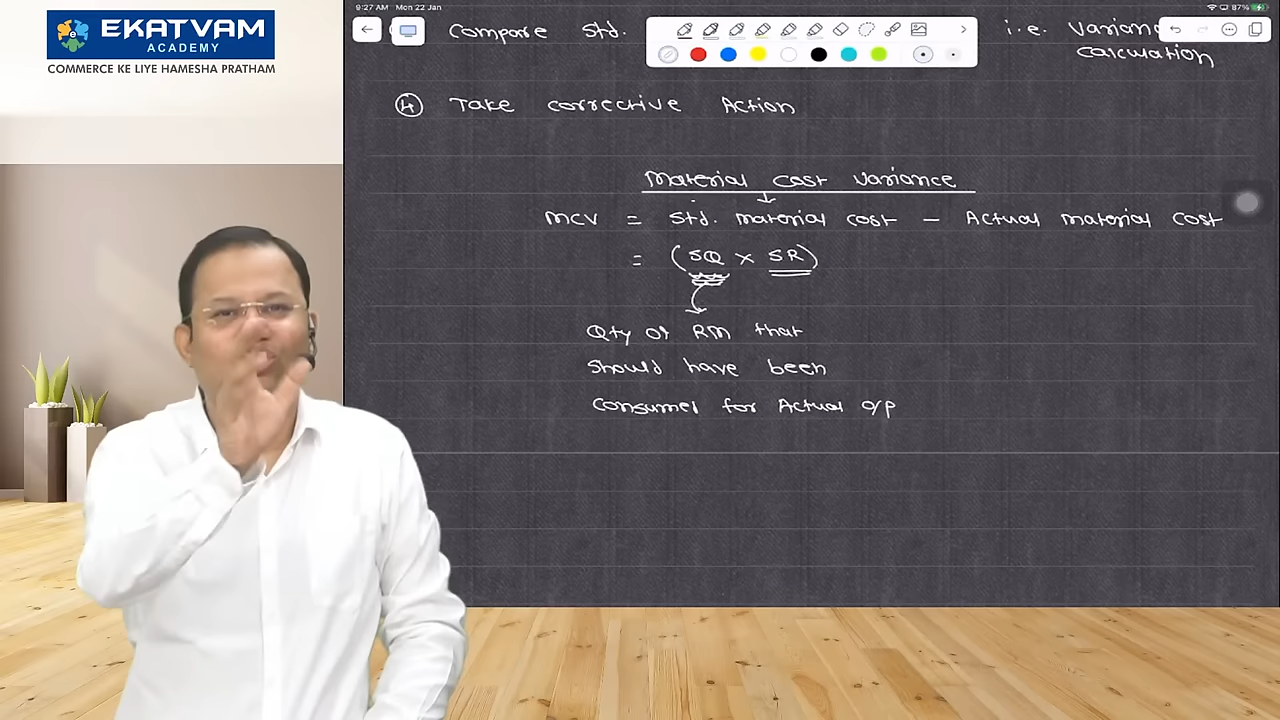 EKATVAM
ACADEMY
COMMERCE KE LIYE HAMESHA PRATHAM
9:27 AM Mon 22 Jan
87%
Compare Std.
i.e. Varian
calculation
④ Take corrective Action
Material Cost Variance
MCV = Std. material cost - Actual material cost
= (SQ × SR)
Qty of RM that
should have been
consumed for Actual o/p